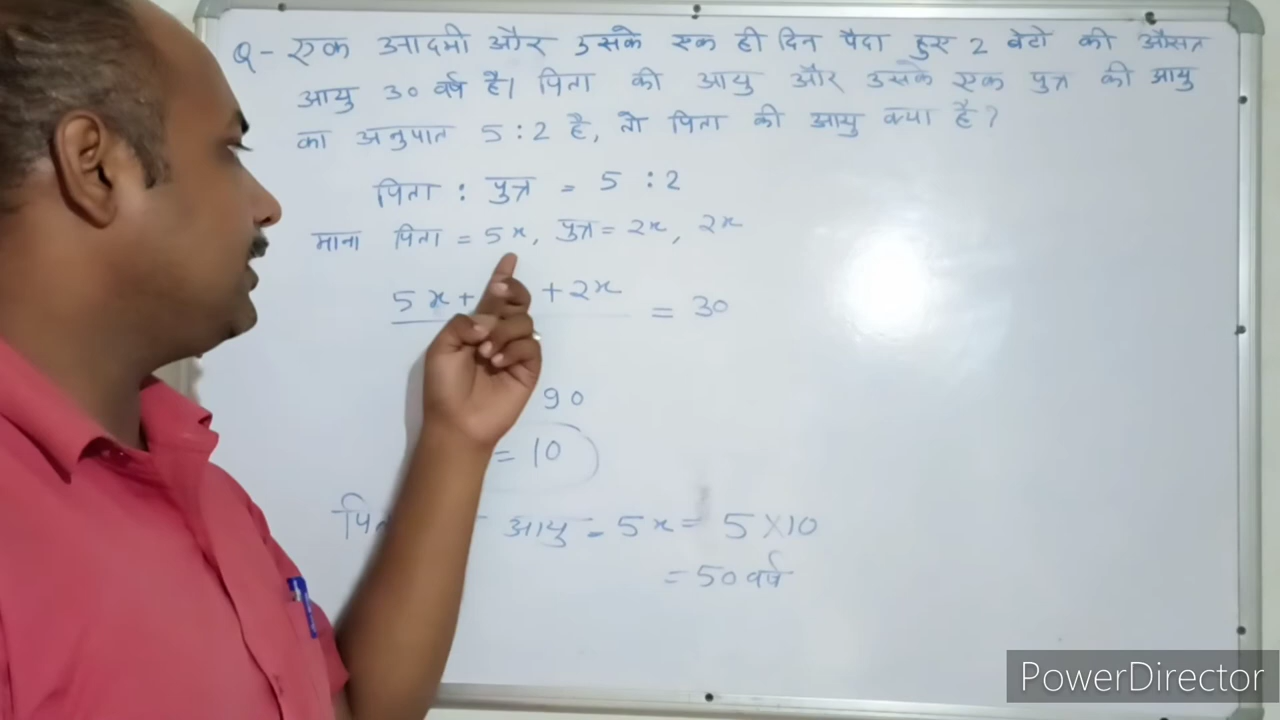 Q - एक आदमी और उसके एक ही दिन पैदा हुए 2 बेटो की औसत
आयु 30 वर्ष है। पिता की आयु और उसके एक पुत्र की आयु
का अनुपात 5 : 2 है, तो पिता की आयु क्या है ?
पिता : पुत्र = 5 : 2
माना पिता = 5x, पुत्र = 2x, 2x
5x + + 2x = 30
90
= 10
आयु = 5x = 5 X 10
= 50 वर्ष
PowerDirector